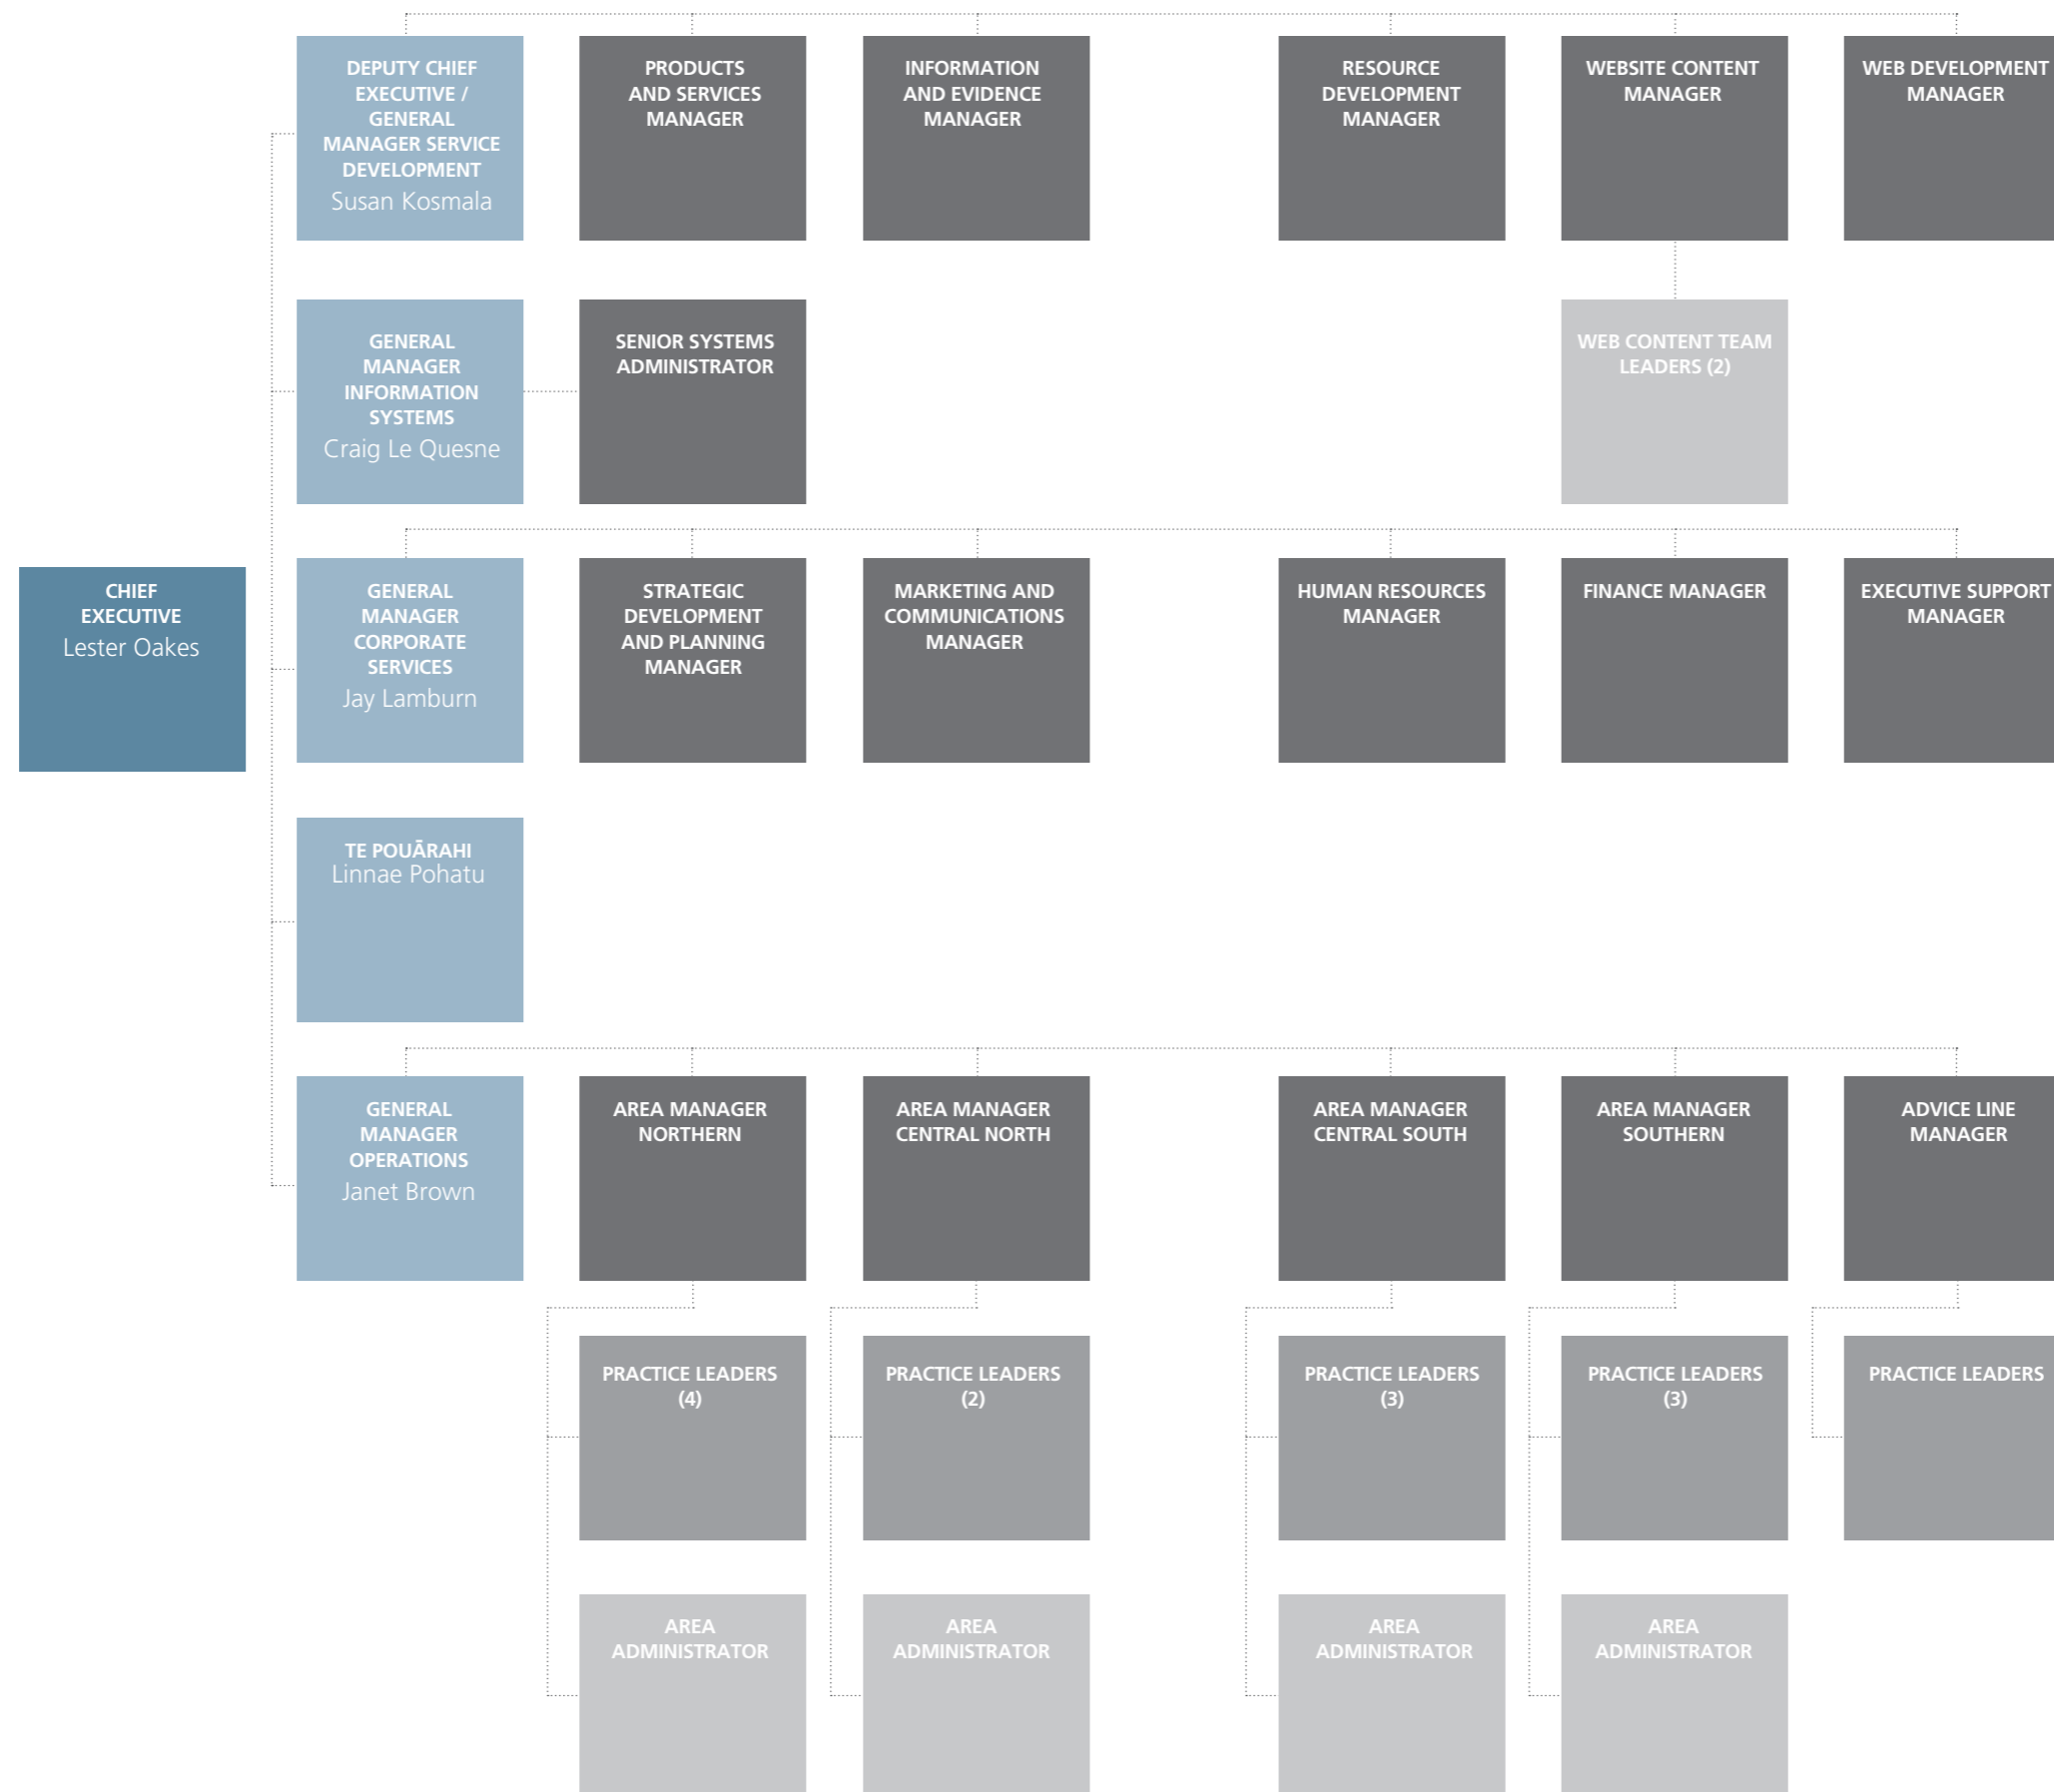 DEPUTY CHIEF
EXECUTIVE /
GENERAL
MANAGER SERVICE
DEVELOPMENT
Susan Kosmala
PRODUCTS
AND SERVICES
MANAGER
INFORMATION
AND EVIDENCE
MANAGER
RESOURCE
DEVELOPMENT
MANAGER
WEBSITE CONTENT
MANAGER
WEB DEVELOPMENT
MANAGER
GENERAL
MANAGER
INFORMATION
SYSTEMS
Craig Le Quesne
SENIOR SYSTEMS
ADMINISTRATOR
WEB CONTENT TEAM
LEADERS (2)
CHIEF
EXECUTIVE
Lester Oakes
GENERAL
MANAGER
CORPORATE
SERVICES
Jay Lamburn
STRATEGIC
DEVELOPMENT
AND PLANNING
MANAGER
MARKETING AND
COMMUNICATIONS
MANAGER
HUMAN RESOURCES
MANAGER
FINANCE MANAGER
EXECUTIVE SUPPORT
MANAGER
TE POUĀRAHI
Linnae Pohatu
GENERAL
MANAGER
OPERATIONS
Janet Brown
AREA MANAGER
NORTHERN
AREA MANAGER
CENTRAL NORTH
AREA MANAGER
CENTRAL SOUTH
AREA MANAGER
SOUTHERN
ADVICE LINE
MANAGER
PRACTICE LEADERS
(4)
PRACTICE LEADERS
(2)
PRACTICE LEADERS
(3)
PRACTICE LEADERS
(3)
PRACTICE LEADERS
AREA
ADMINISTRATOR
AREA
ADMINISTRATOR
AREA
ADMINISTRATOR
AREA
ADMINISTRATOR